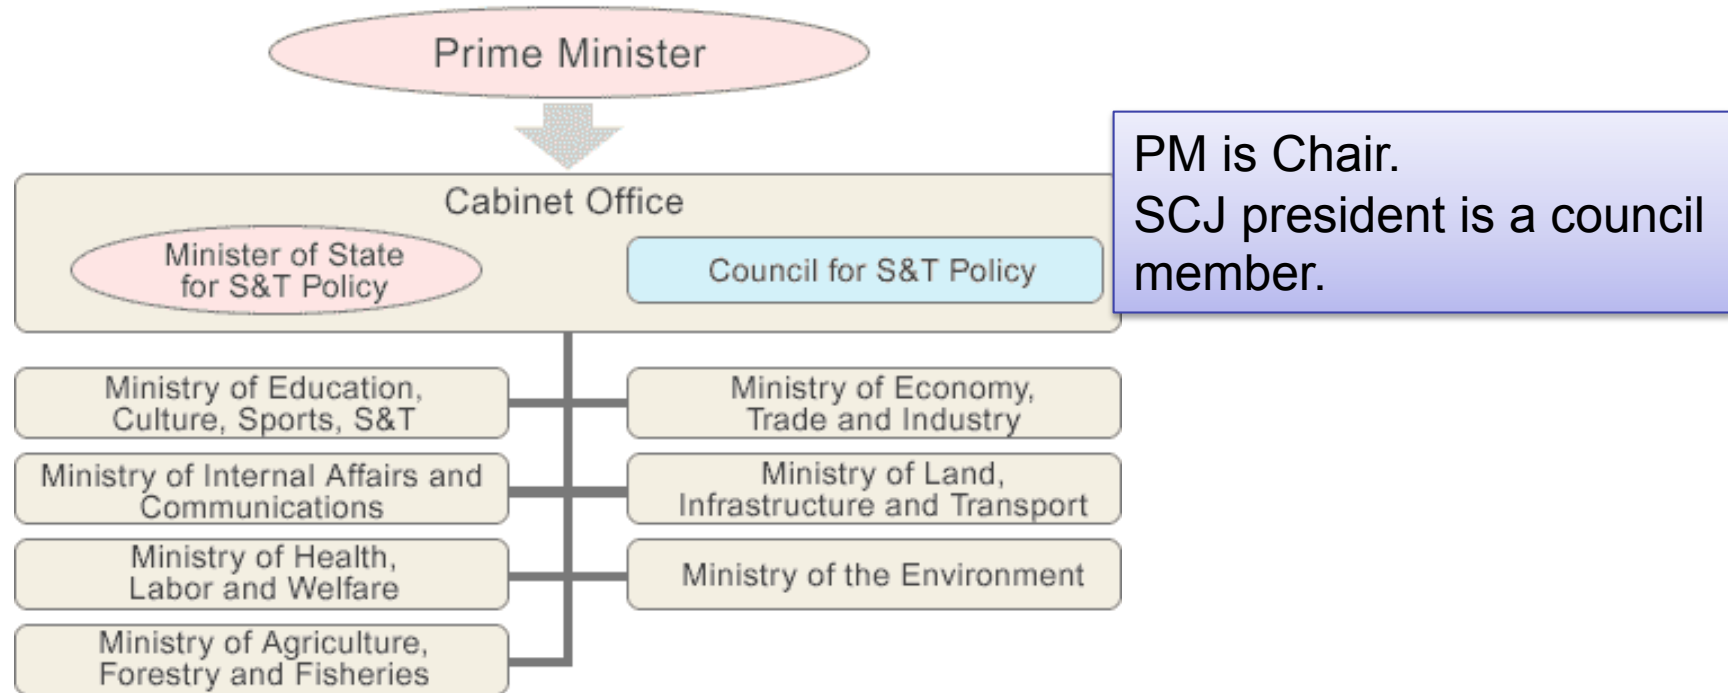 Prime Minister
PM is Chair.
SCJ president is a council
member.
Cabinet Office
Minister of State
for S&T Policy
Council for S&T Policy
Ministry of Education,
Culture, Sports, S&T
Ministry of Economy,
Trade and Industry
Ministry of Internal Affairs and
Communications
Ministry of Land,
Infrastructure and Transport
Ministry of Health,
Labor and Welfare
Ministry of the Environment
Ministry of Agriculture,
Forestry and Fisheries